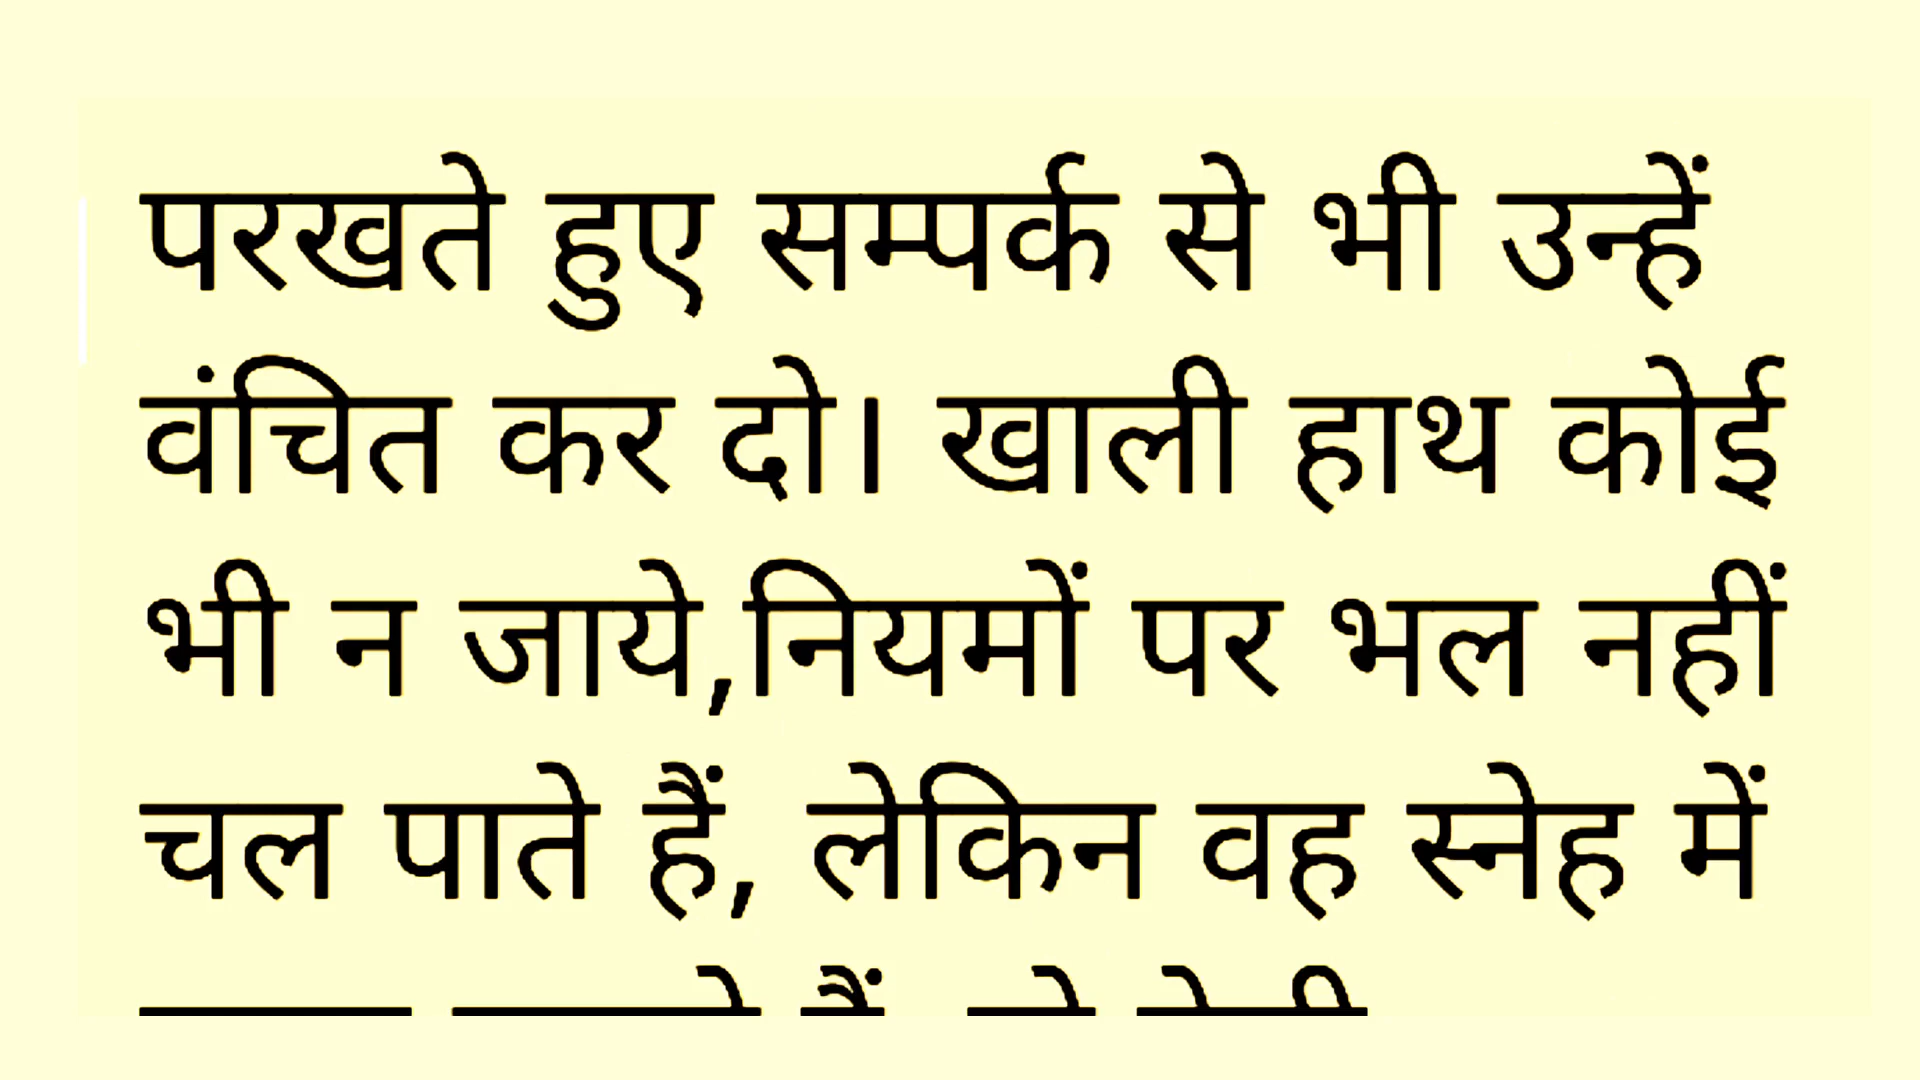 परखते हुए सम्पर्क से भी उन्हें
वंचित कर दो। खाली हाथ कोई
भी न जाये,नियमों पर भल नहीं
चल पाते हैं, लेकिन वह स्नेह में